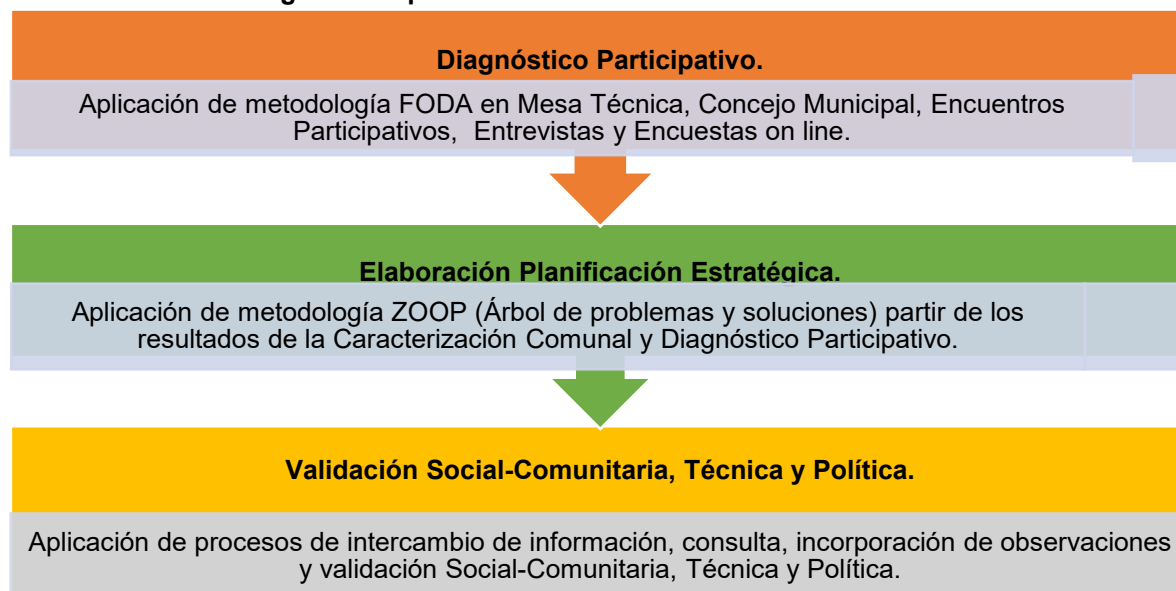 Diagnóstico Participativo.
Aplicación de metodología FODA en Mesa Técnica, Concejo Municipal, Encuentros
Participativos, Entrevistas y Encuestas on line.
Elaboración Planificación Estratégica.
Aplicación de metodología ZOOP (Árbol de problemas y soluciones) partir de los
resultados de la Caracterización Comunal y Diagnóstico Participativo.
Validación Social-Comunitaria, Técnica y Política.
Aplicación de procesos de intercambio de información, consulta, incorporación de observaciones
y validación Social-Comunitaria, Técnica y Política.